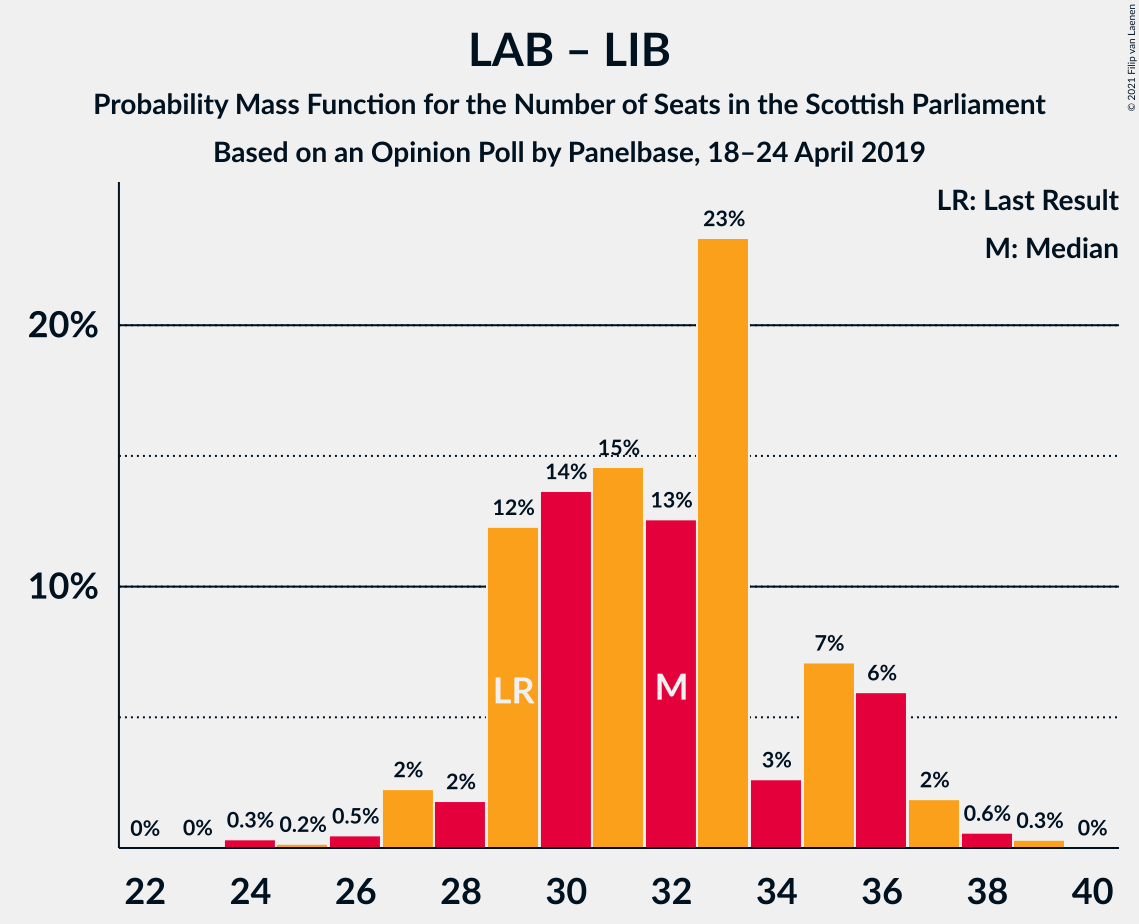 © 2021 Filip van Laenen
LAB – LIB
Probability Mass Function for the Number of Seats in the Scottish Parliament
Based on an Opinion Poll by Panelbase, 18–24 April 2019
LR: Last Result
M: Median
20%
10%
0% 0% 0.3% 0.2% 0.5% 2% 2% 12% 14% 15% 13% 23% 3% 7% 6% 2% 0.6% 0.3% 0%
LR M
22 24 26 28 30 32 34 36 38 40